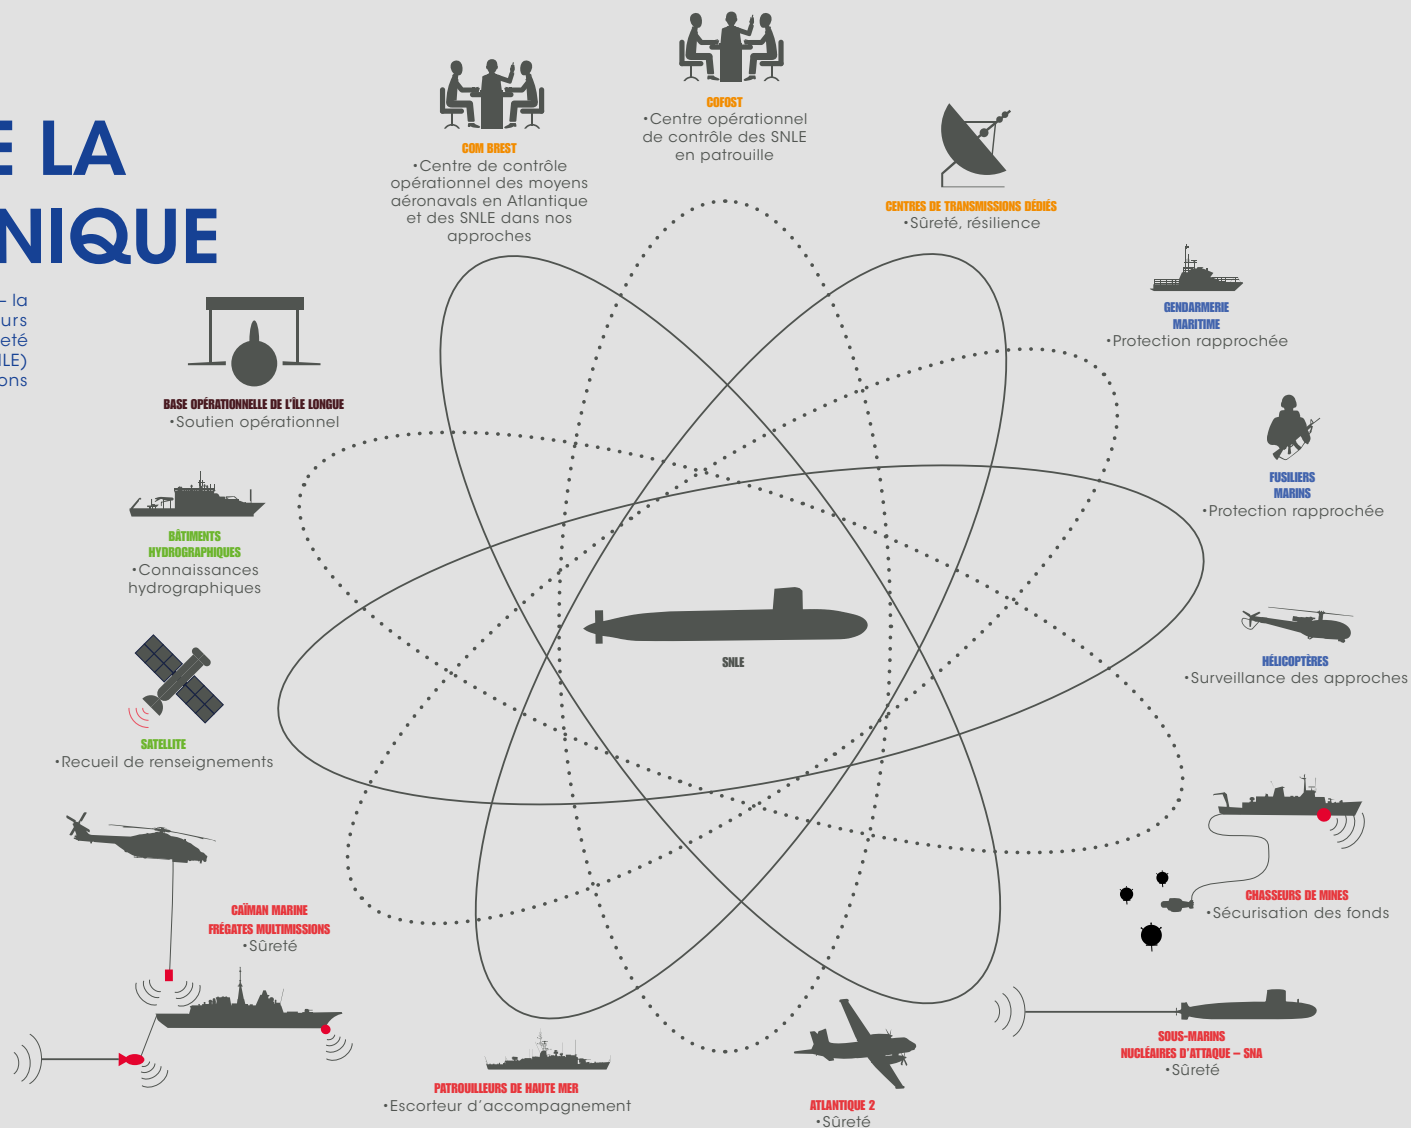 E LA
NIQUE
– la
urs
eté
LE)
ons
COM BREST
•Centre de contrôle
opérationnel des moyens
aéronavals en Atlantique
et des SNLE dans nos
approches
COFOST
•Centre opérationnel
de contrôle des SNLE
en patrouille
CENTRES DE TRANSMISSIONS DÉDIÉS
•Sûreté, résilience
GENDARMERIE
MARITIME
•Protection rapprochée
FUSILIERS
MARINS
•Protection rapprochée
HÉLICOPTÈRES
•Surveillance des approches
CHASSEURS DE MINES
•Sécurisation des fonds
SOUS-MARINS
NUCLÉAIRES D'ATTAQUE – SNA
•Sûreté
ATLANTIQUE 2
•Sûreté
PATROUILLEURS DE HAUTE MER
•Escorteur d'accompagnement
CAÏMAN MARINE
FRÉGATES MULTIMISSIONS
•Sûreté
SATELLITE
•Recueil de renseignements
BÂTIMENTS
HYDROGRAPHIQUES
•Connaissances
hydrographiques
BASE OPÉRATIONNELLE DE L'ÎLE LONGUE
•Soutien opérationnel
SNLE